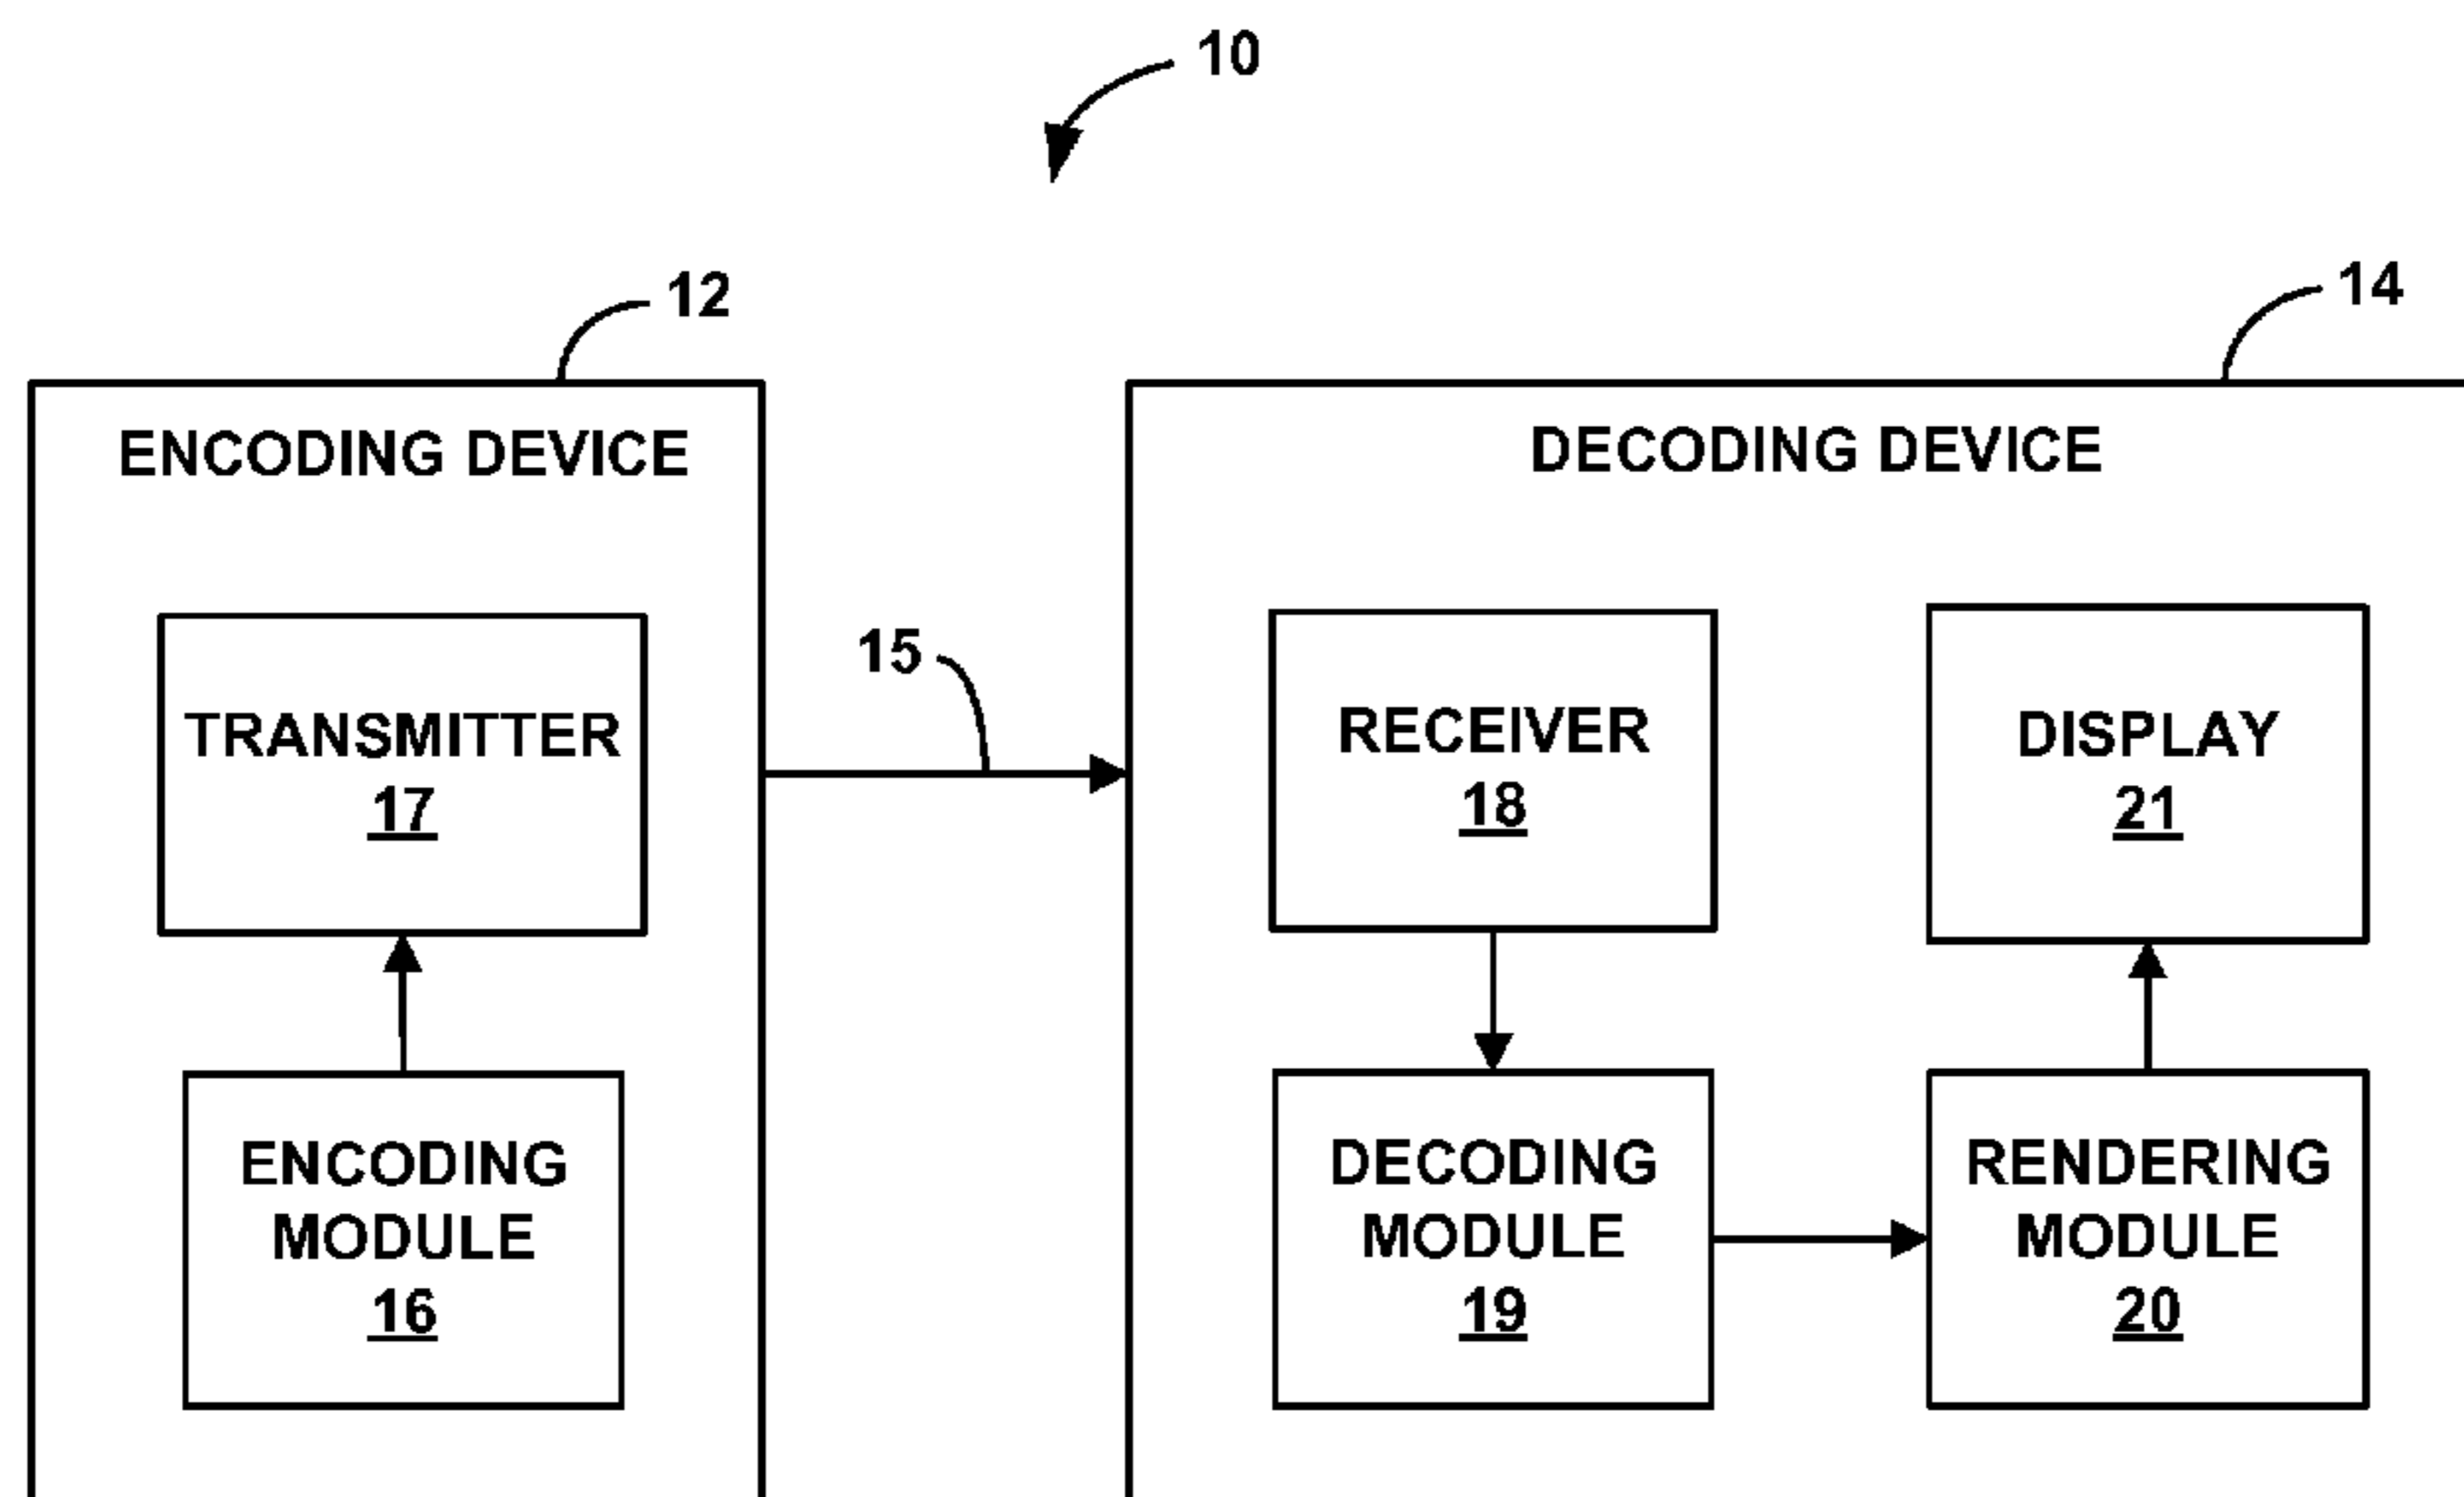 10
12
14
ENCODING DEVICE
DECODING DEVICE
15
TRANSMITTER
17
RECEIVER
18
DISPLAY
21
ENCODING
MODULE
16
DECODING
MODULE
19
RENDERING
MODULE
20